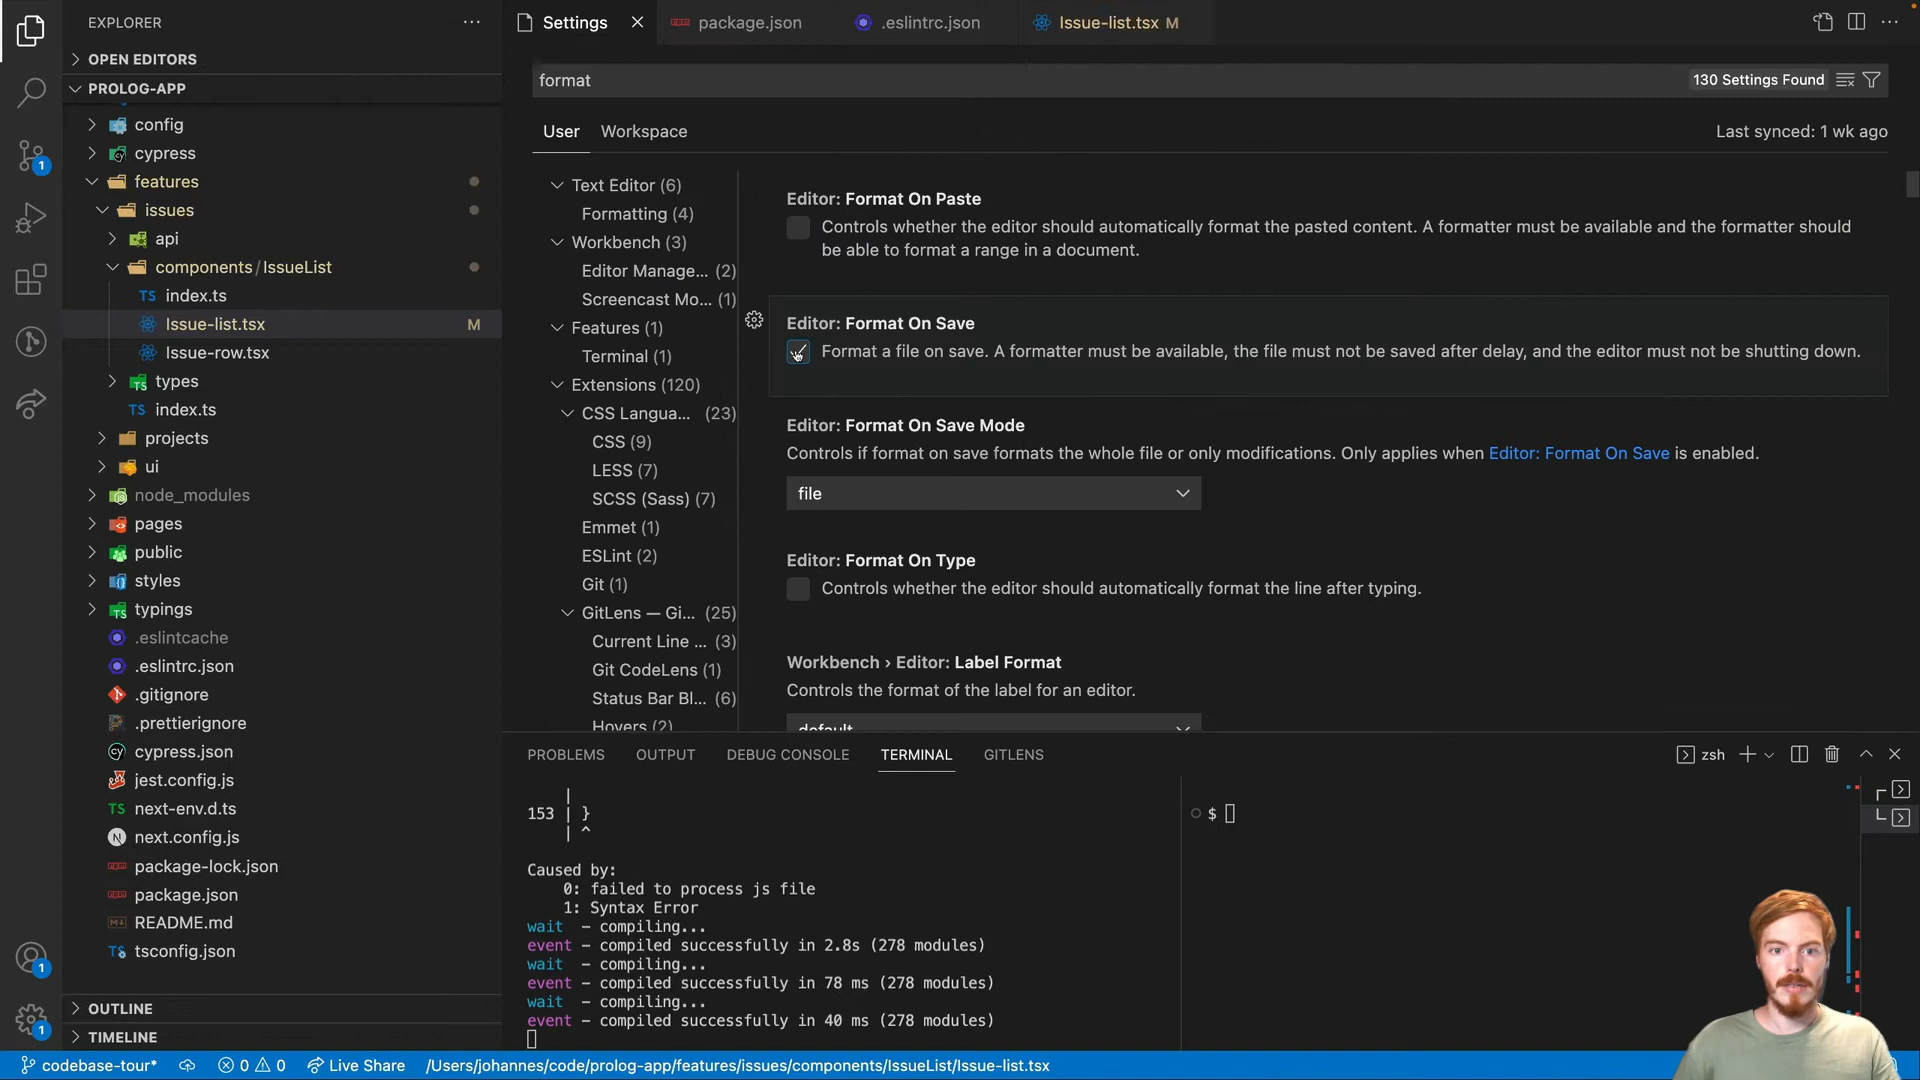 EXPLORER
Settings
package.json
.eslintrc.json
Issue-list.tsx M
OPEN EDITORS
PROLOG-APP
config
cypress
features
issues
api
components/IssueList
TS index.ts
Issue-list.tsx M
Issue-row.tsx
types
TS index.ts
projects
ui
node_modules
pages
public
styles
typings
.eslintcache
.eslintrc.json
.gitignore
.prettierignore
cypress.json
jest.config.js
TS next-env.d.ts
next.config.js
package-lock.json
package.json
README.md
tsconfig.json
OUTLINE
TIMELINE
format
130 Settings Found
User
Workspace
Last synced: 1 wk ago
Text Editor (6)
Formatting (4)
Workbench (3)
Editor Manage... (2)
Screencast Mo... (1)
Features (1)
Terminal (1)
Extensions (120)
CSS Langua... (23)
CSS (9)
LESS (7)
SCSS (Sass) (7)
Emmet (1)
ESLint (2)
Git (1)
GitLens — Gi... (25)
Current Line ... (3)
Git CodeLens (1)
Status Bar Bl... (6)
Hovers (2)
Editor: Format On Paste
Controls whether the editor should automatically format the pasted content. A formatter must be available and the formatter should
be able to format a range in a document.
Editor: Format On Save
Format a file on save. A formatter must be available, the file must not be saved after delay, and the editor must not be shutting down.
Editor: Format On Save Mode
Controls if format on save formats the whole file or only modifications. Only applies when Editor: Format On Save is enabled.
file
Editor: Format On Type
Controls whether the editor should automatically format the line after typing.
Workbench › Editor: Label Format
Controls the format of the label for an editor.
default
PROBLEMS
OUTPUT
DEBUG CONSOLE
TERMINAL
GITLENS
zsh
|
153 | }
| ^
Caused by:
0: failed to process js file
1: Syntax Error
wait - compiling...
event - compiled successfully in 2.8s (278 modules)
wait - compiling...
event - compiled successfully in 78 ms (278 modules)
wait - compiling...
event - compiled successfully in 40 ms (278 modules)
$
1
1
1
codebase-tour*
0
0
Live Share
/Users/johannes/code/prolog-app/features/issues/components/IssueList/Issue-list.tsx